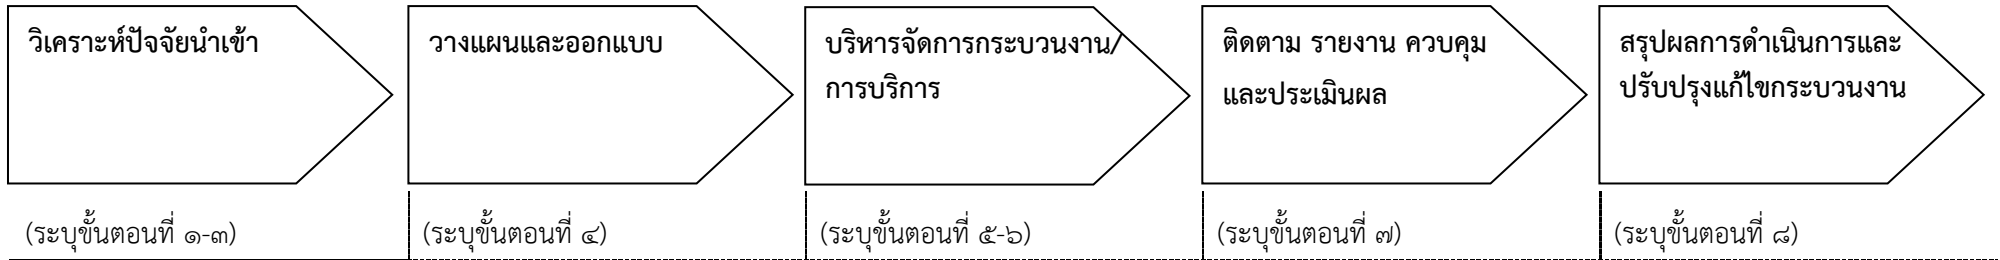 วิเคราะห์ปัจจัยนำเข้า
วางแผนและออกแบบ
บริหารจัดการกระบวนงาน/
การบริการ
ติดตาม รายงาน ควบคุม
และประเมินผล
สรุปผลการดำเนินการและ
ปรับปรุงแก้ไขกระบวนงาน
(ระบุขั้นตอนที่ ๑-๓)
(ระบุขั้นตอนที่ ๔)
(ระบุขั้นตอนที่ ๕-๖)
(ระบุขั้นตอนที่ ๗)
(ระบุขั้นตอนที่ ๘)